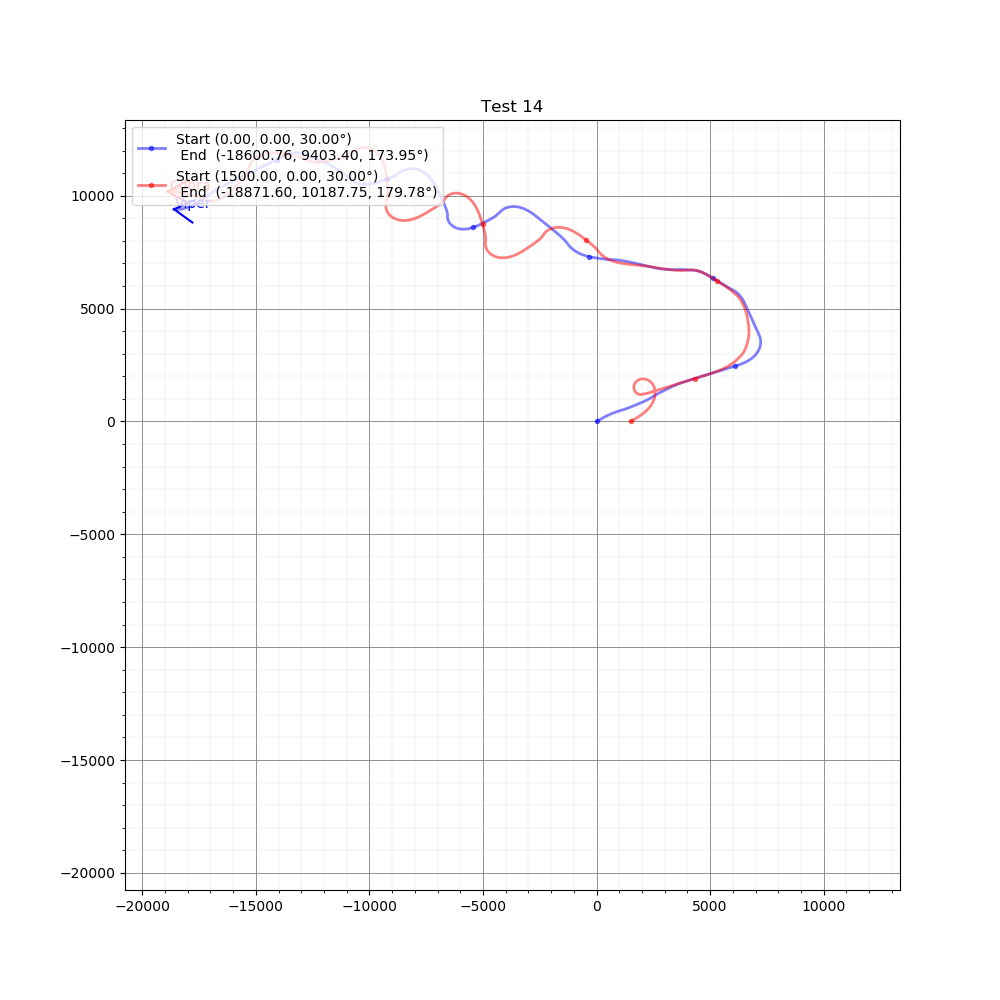 Test 14
Start (0.00, 0.00, 30.00°)
End (-18600.76, 9403.40, 173.95°)
Start (1500.00, 0.00, 30.00°)
End (-18871.60, 10187.75, 179.78°)
10000
5000
0
−5000
−10000
−15000
−20000
−20000 −15000 −10000 −5000 0 5000 10000